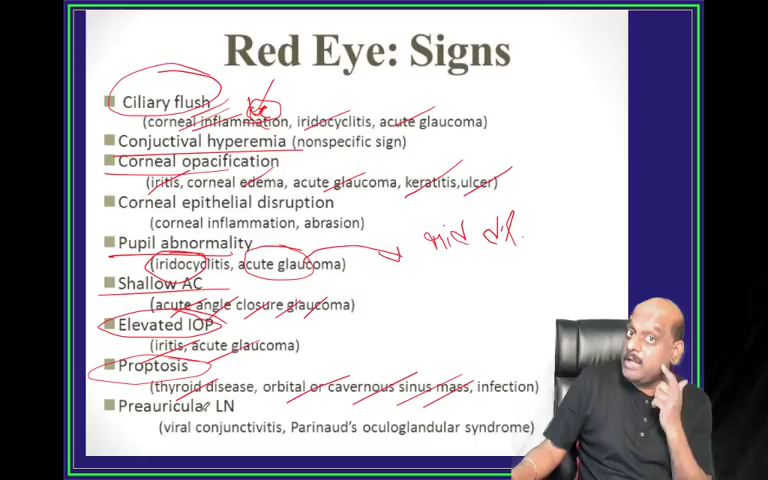 Red Eye: Signs
Ciliary flush
(corneal inflammation, iridocyclitis, acute glaucoma)
Conjuctival hyperemia (nonspecific sign)
Corneal opacification
(iritis, corneal edema, acute glaucoma, keratitis,ulcer)
Corneal epithelial disruption
(corneal inflammation, abrasion)
Pupil abnormality
mid
(iridocyclitis, acute glaucoma)
Shallow AC
(acute angle closure glaucoma)
Elevated IOP
(iritis, acute glaucoma)
Proptosis
(thyroid disease, orbital or cavernous sinus mass, infection)
Preauricular LN
(viral conjunctivitis, Parinaud's oculoglandular syndrome)